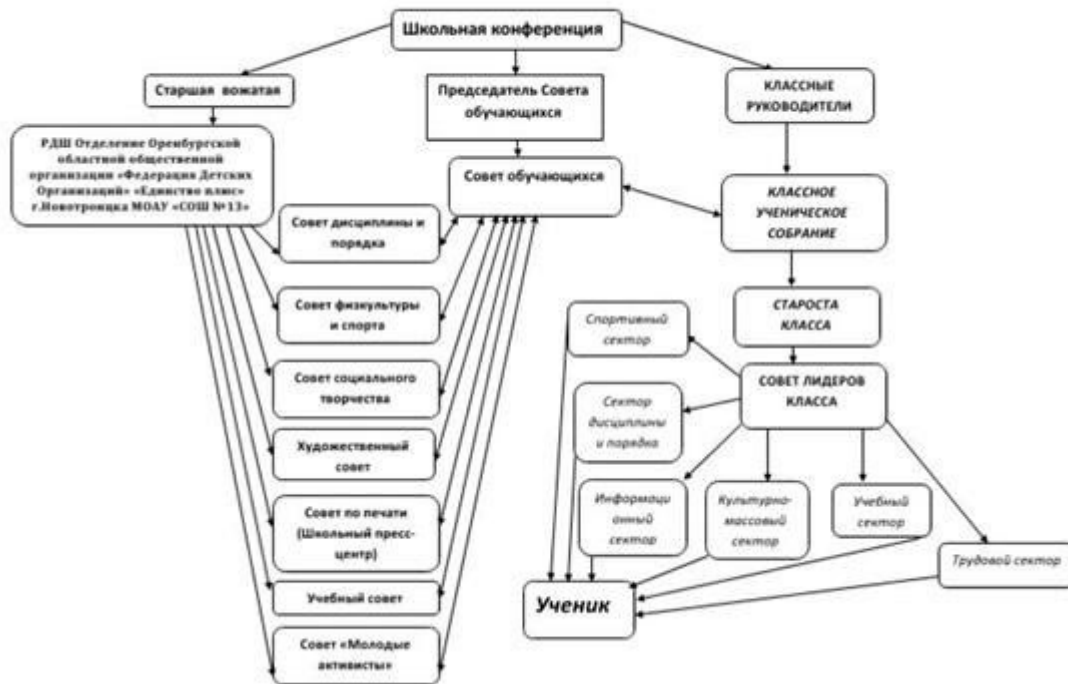 Школьная конференция
Старшая вожатая
Председатель Совета
обучающихся
КЛАССНЫЕ
РУКОВОДИТЕЛИ
РДШ Отделение Оренбургской
областной общественной
организации «Федерация Детских
Организаций» «Единство плюс»
г.Новотроицка МОАУ «СОШ №13»
Совет обучающихся
КЛАССНОЕ
УЧЕНИЧЕСКОЕ
СОБРАНИЕ
Совет дисциплины и
порядка
Совет физкультуры
и спорта
Совет социального
творчества
Художественный
совет
Совет по печати
(Школьный пресс-
центр)
Учебный совет
Совет «Молодые
активисты»
СТАРОСТА
КЛАССА
СОВЕТ ЛИДЕРОВ
КЛАССА
Спортивный
сектор
Сектор
дисциплины
и порядка
Информаци
онный
сектор
Культурно-
массовый
сектор
Учебный
сектор
Трудовой сектор
Ученик